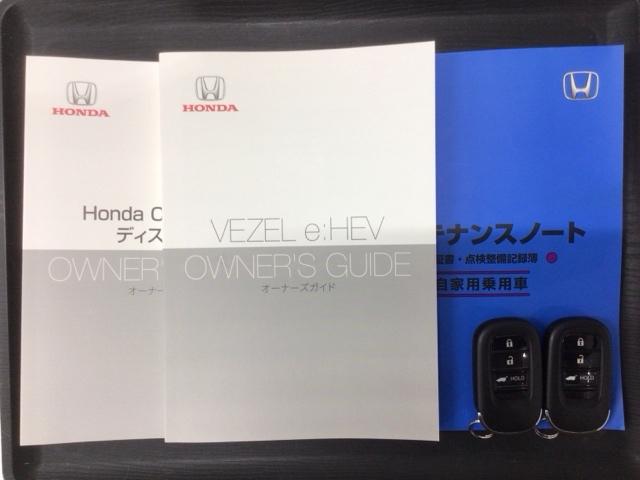 HONDA
Honda C
ディス
OWNER'
オーナー
HONDA
VEZEL e:HEV
OWNER'S GUIDE
オーナーズガイド
テナンスノート
証書・点検整備記録簿
自家用乗用車
HOLD
HOLD